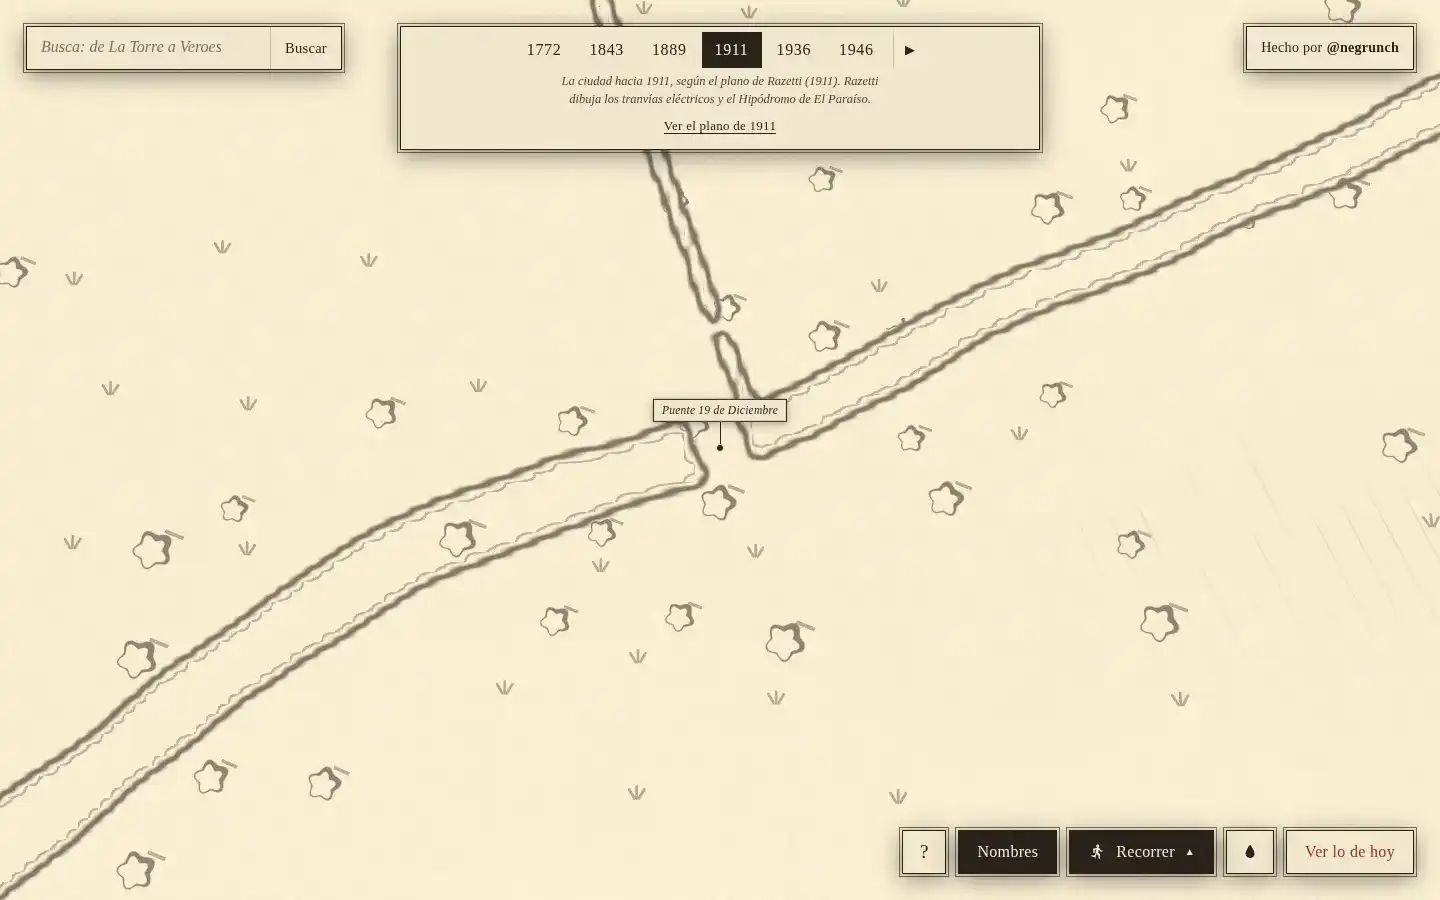 Busca: de La Torre a Veroes
Buscar
1772 1843 1889 1911 1936 1946 ▶
La ciudad hacia 1911, según el plano de Razetti (1911). Razetti
dibuja los tranvías eléctricos y el Hipódromo de El Paraíso.
Ver el plano de 1911
Hecho por @negrunch
Puente 19 de Diciembre
?
Nombres
Recorrer ▲
Ver lo de hoy